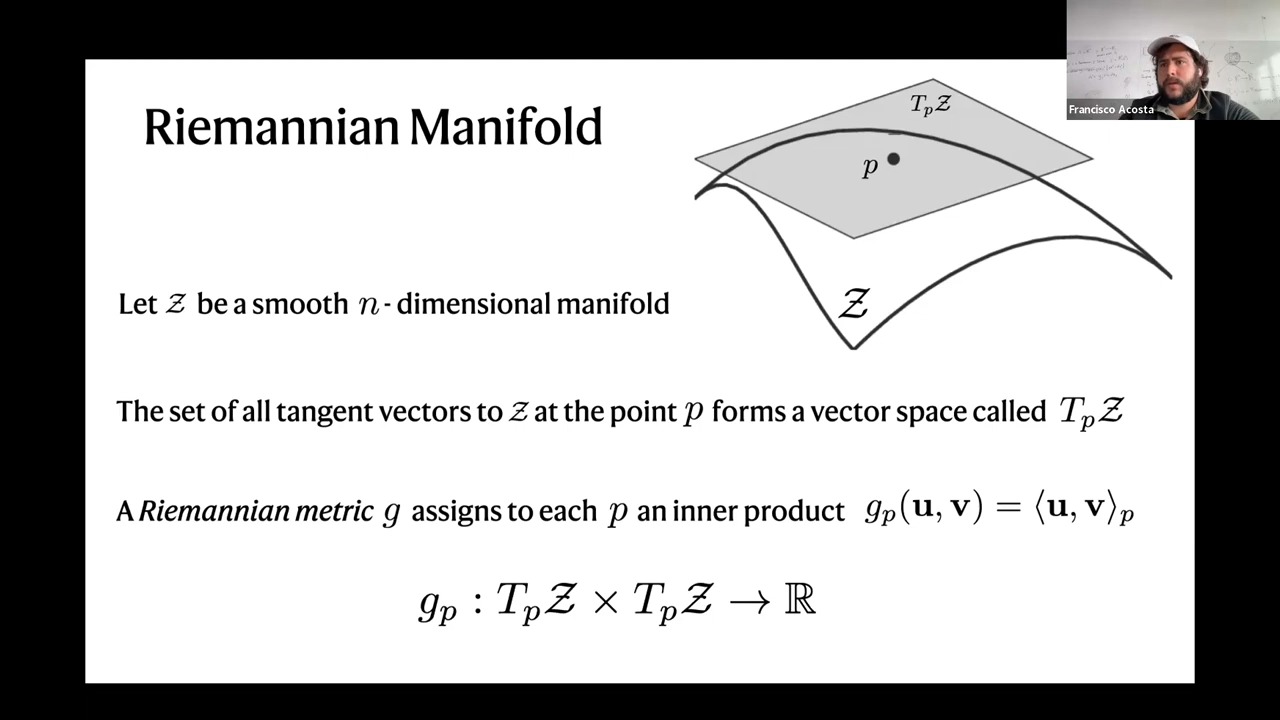 Riemannian Manifold
T_p𝒵
p
Francisco Acosta
𝒵
Let 𝒵 be a smooth n - dimensional manifold
The set of all tangent vectors to 𝒵 at the point p forms a vector space called T_p𝒵
A Riemannian metric g assigns to each p an inner product g_p(u, v) = ⟨u, v⟩_p
g_p : T_p𝒵 × T_p𝒵 → ℝ